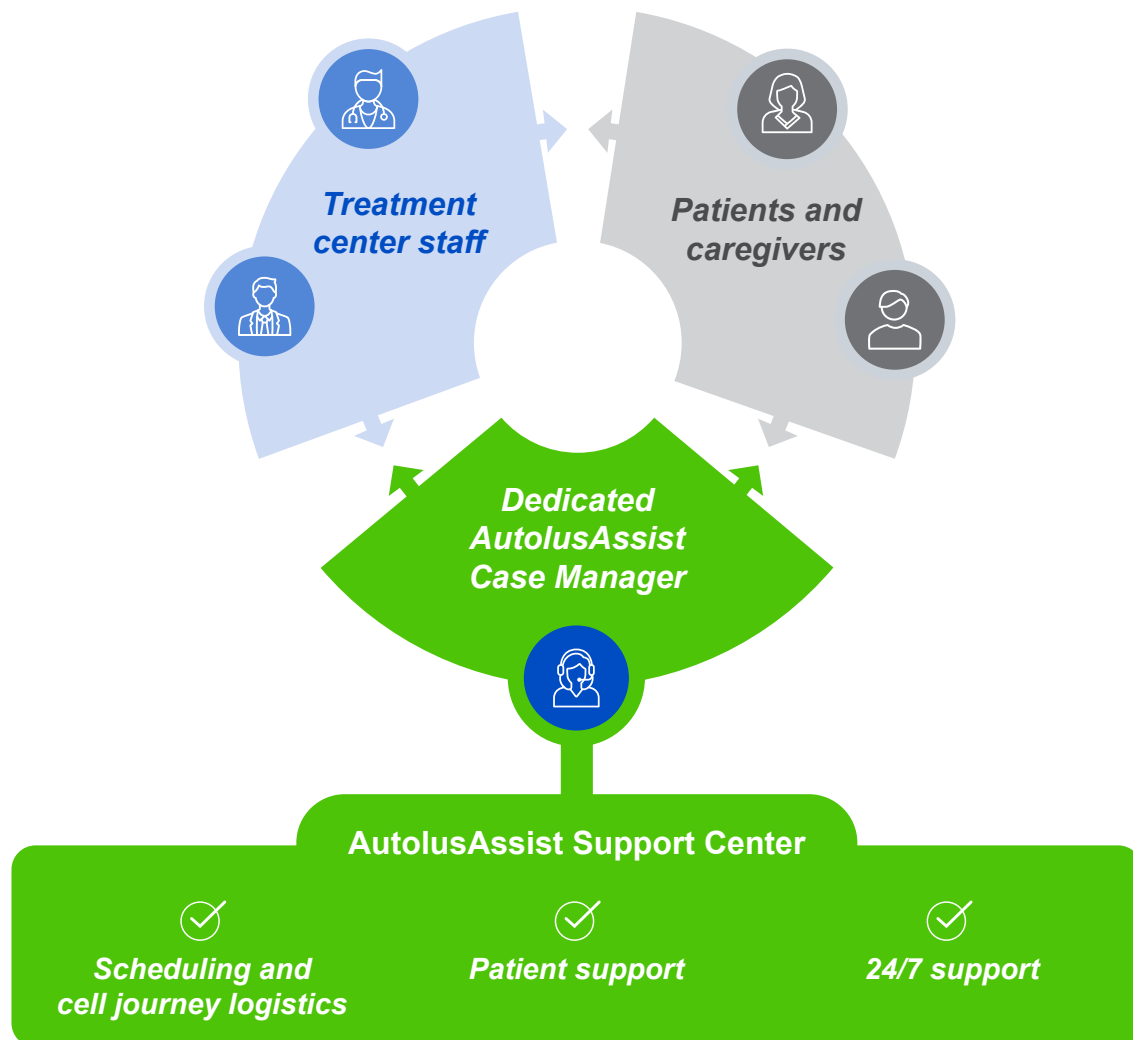 Treatment
center staff
Patients and
caregivers
Dedicated
AutolusAssist
Case Manager
AutolusAssist Support Center
Scheduling and
cell journey logistics
Patient support
24/7 support